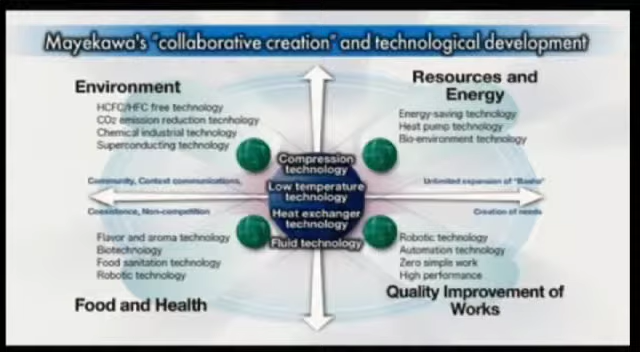 Mayekawa's "collaborative creation" and technological development
Environment
HCFC/HFC free technology
CO2 emission reduction tecnhology
Chemical industrial technology
Superconducting technology
Resources and
Energy
Energy-saving technology
Heat pump technology
Bio-environment technology
Compression
technology
Low temperature
technology
Heat exchanger
technology
Fluid technology
Community, Context communications,
Coexistence, Non-competition
Unlimited expansion of "Basho"
Creation of needs
Flavor and aroma technology
Biotechnology
Food sanitation technology
Robotic technology
Food and Health
Robotic technology
Automation technology
Zero simple work
High performance
Quality Improvement of
Works